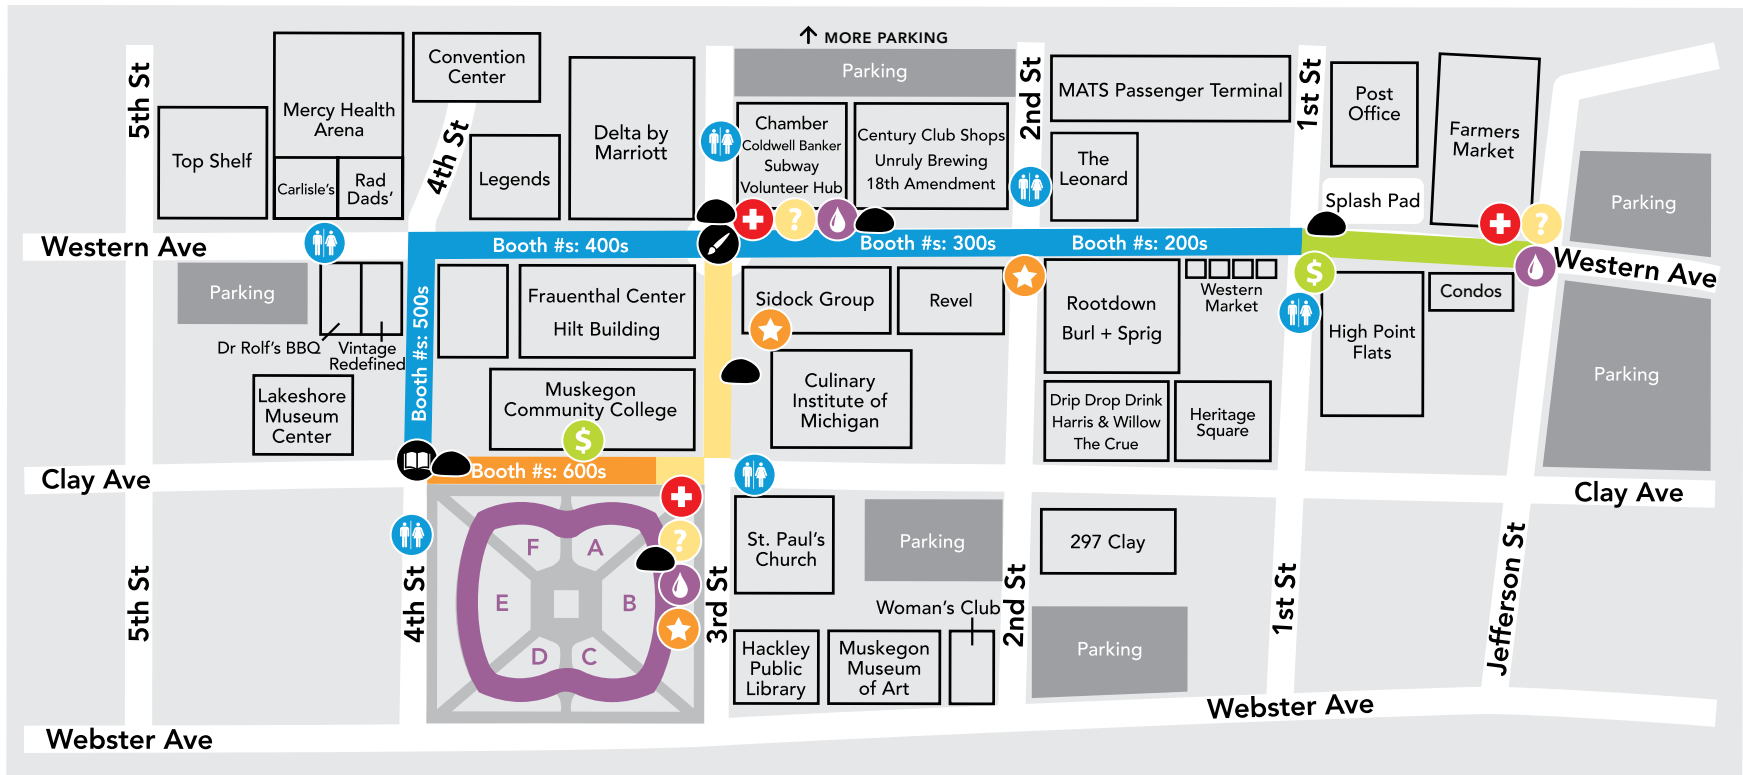 MORE PARKING
Parking
5th St
Mercy Health
Arena
Top Shelf
Carlisle's
Rad
Dads'
Convention
Center
4th St
Legends
Delta by
Marriott
Chamber
Coldwell Banker
Subway
Volunteer Hub
Century Club Shops
Unruly Brewing
18th Amendment
2nd St
MATS Passenger Terminal
The
Leonard
1st St
Post
Office
Splash Pad
Farmers
Market
Parking
?
?
Western Ave
Booth #s: 400s
Booth #s: 300s
Booth #s: 200s
Western Ave
Parking
Dr Rolf's BBQ
Vintage
Redefined
Lakeshore
Museum
Center
Booth #s: 500s
Frauenthal Center
Hilt Building
Muskegon
Community College
$
Sidock Group
Revel
Culinary
Institute of
Michigan
Rootdown
Burl + Sprig
Western
Market
Drip Drop Drink
Harris & Willow
The Crue
Heritage
Square
$
High Point
Flats
Condos
Parking
Clay Ave
Booth #s: 600s
Clay Ave
5th St
4th St
F
A
E
B
D
C
?
3rd St
St. Paul's
Church
Parking
Woman's Club
Hackley
Public
Library
Muskegon
Museum
of Art
2nd St
297 Clay
Parking
1st St
Jefferson St
Webster Ave
Webster Ave